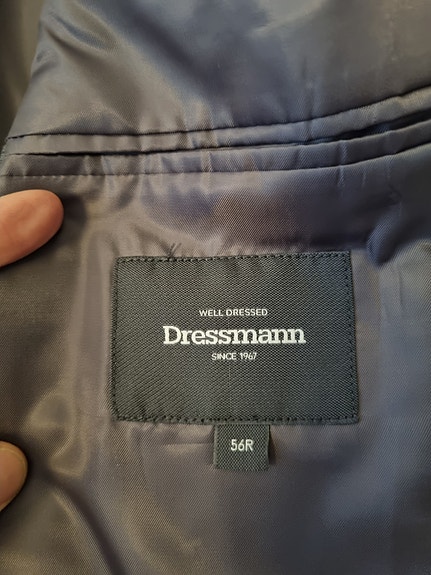 WELL DRESSED
Dressmann
SINCE 1967
56R